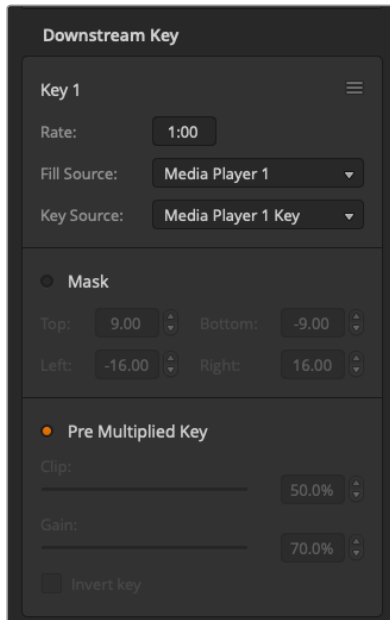 Downstream Key
Key 1
Rate: 1:00
Fill Source: Media Player 1
Key Source: Media Player 1 Key
Mask
Top: 9.00 Bottom: -9.00
Left: -16.00 Right: 16.00
Pre Multiplied Key
Clip:
50.0%
Gain:
70.0%
Invert key